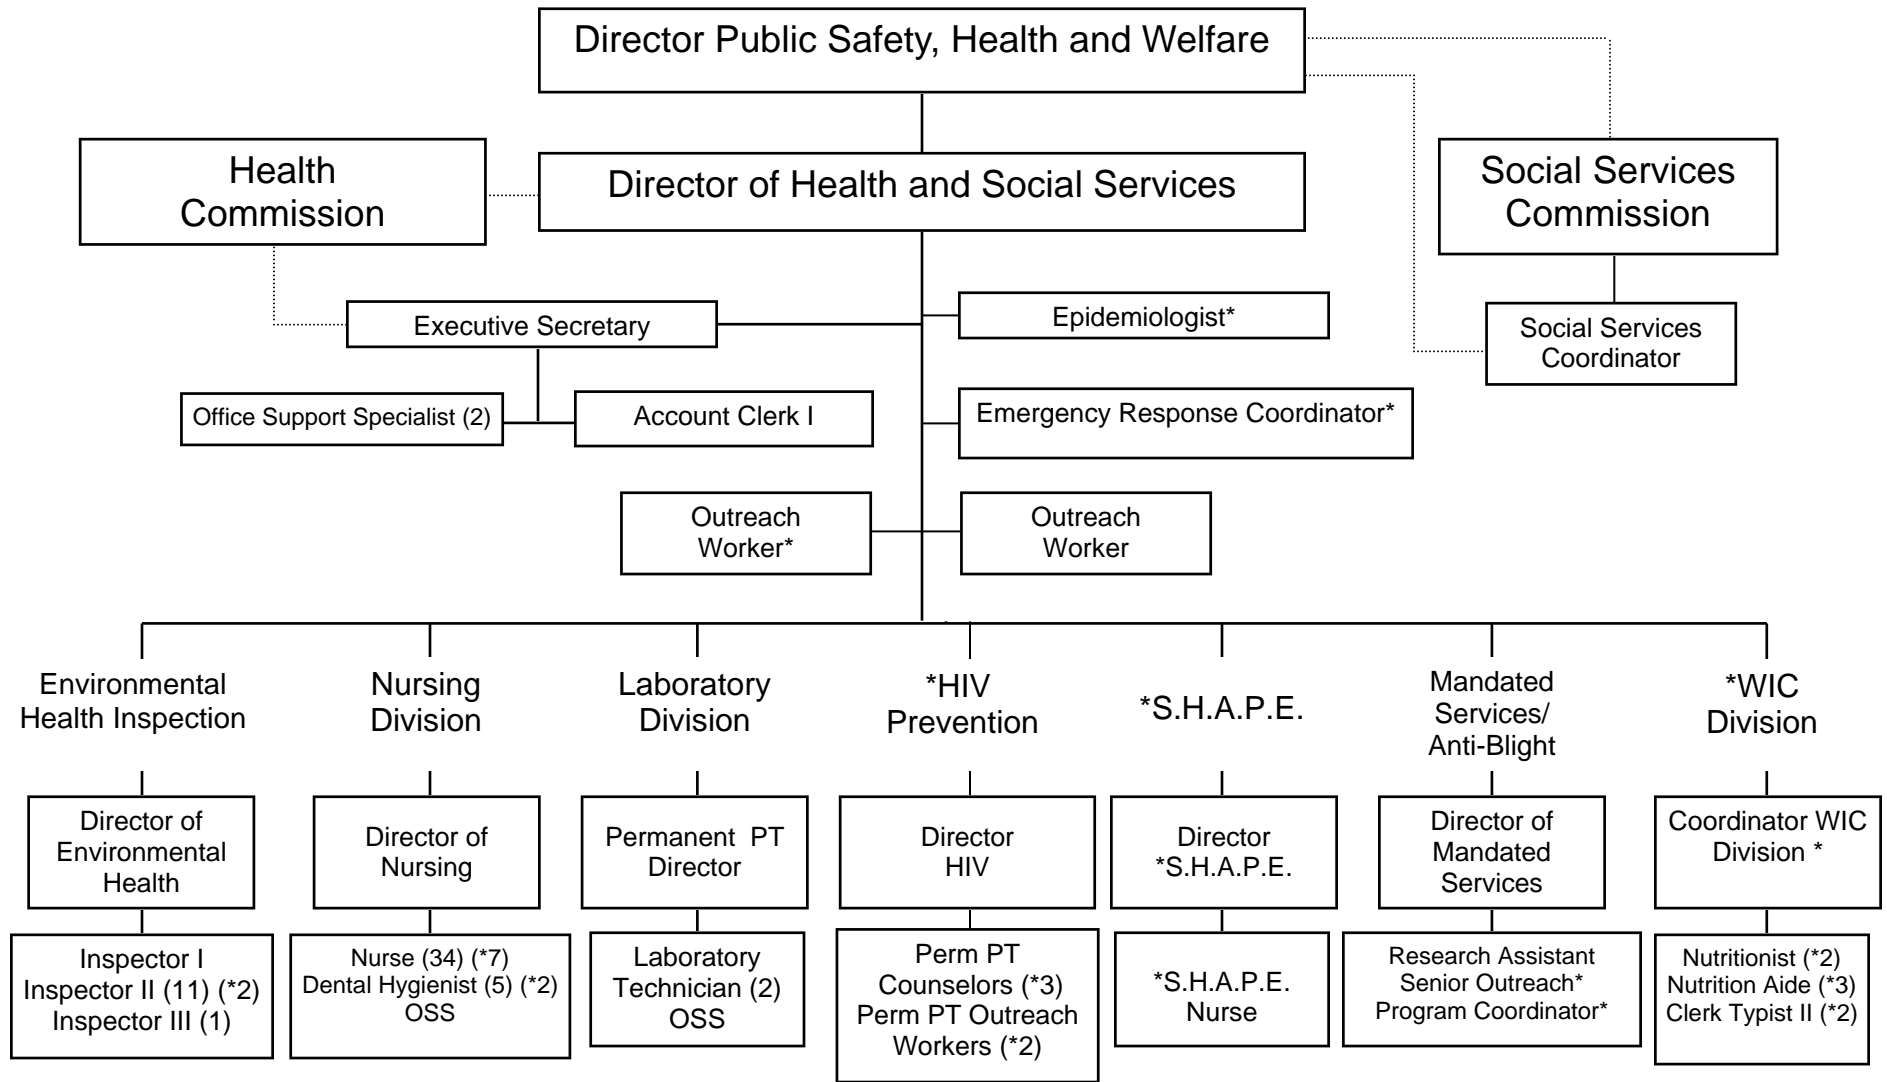 Director Public Safety, Health and Welfare
Health
Commission
Director of Health and Social Services
Social Services
Commission
Executive Secretary
Epidemiologist*
Social Services
Coordinator
Office Support Specialist (2)
Account Clerk I
Emergency Response Coordinator*
Outreach
Worker*
Outreach
Worker
Environmental
Health Inspection
Nursing
Division
Laboratory
Division
*HIV
Prevention
*S.H.A.P.E.
Mandated
Services/
Anti-Blight
*WIC
Division
Director of
Environmental
Health
Director of
Nursing
Permanent PT
Director
Director
HIV
Director
*S.H.A.P.E.
Director of
Mandated
Services
Coordinator WIC
Division *
Inspector I
Inspector II (11) (*2)
Inspector III (1)
Nurse (34) (*7)
Dental Hygienist (5) (*2)
OSS
Laboratory
Technician (2)
OSS
Perm PT
Counselors (*3)
Perm PT Outreach
Workers (*2)
*S.H.A.P.E.
Nurse
Research Assistant
Senior Outreach*
Program Coordinator*
Nutritionist (*2)
Nutrition Aide (*3)
Clerk Typist II (*2)